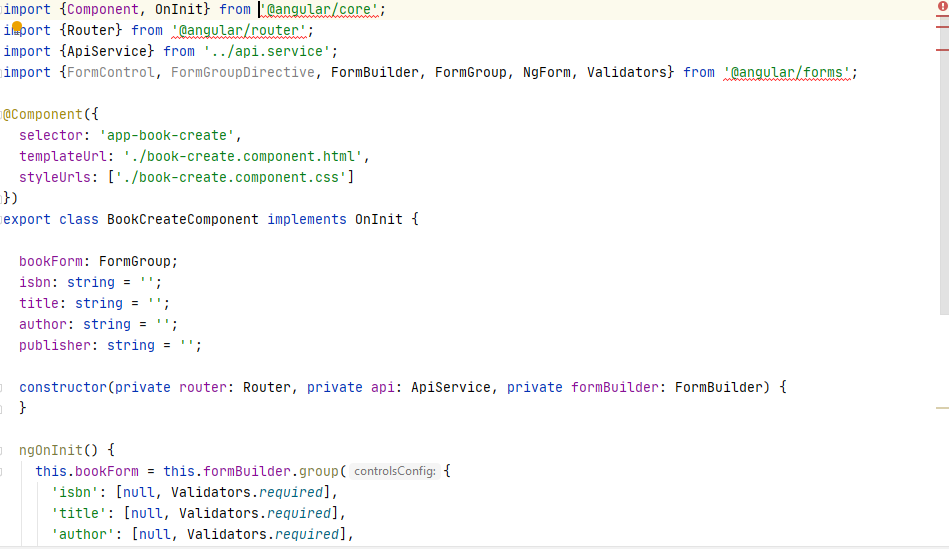 import {Component, OnInit} from '@angular/core';
import {Router} from '@angular/router';
import {ApiService} from '../api.service';
import {FormControl, FormGroupDirective, FormBuilder, FormGroup, NgForm, Validators} from '@angular/forms';
@Component({
selector: 'app-book-create',
templateUrl: './book-create.component.html',
styleUrls: ['./book-create.component.css']
})
export class BookCreateComponent implements OnInit {
bookForm: FormGroup;
isbn: string = '';
title: string = '';
author: string = '';
publisher: string = '';
constructor(private router: Router, private api: ApiService, private formBuilder: FormBuilder) {
}
ngOnInit() {
this.bookForm = this.formBuilder.group( controlsConfig: {
'isbn': [null, Validators.required],
'title': [null, Validators.required],
'author': [null, Validators.required],